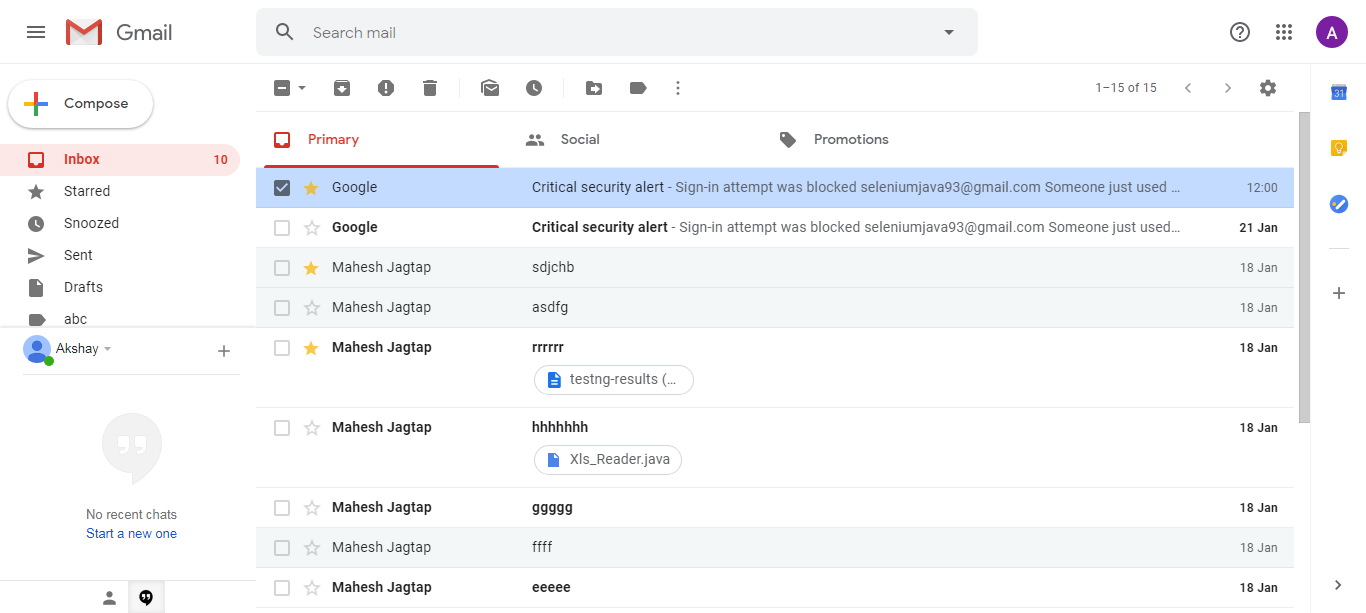 Gmail
Search mail
A
Compose
1–15 of 15
31
Primary
Social
Promotions
Inbox 10
Starred
Snoozed
Sent
Drafts
abc
Akshay
No recent chats
Start a new one
Google Critical security alert - Sign-in attempt was blocked seleniumjava93@gmail.com Someone just used ... 12:00
Google Critical security alert - Sign-in attempt was blocked seleniumjava93@gmail.com Someone just used... 21 Jan
Mahesh Jagtap sdjchb 18 Jan
Mahesh Jagtap asdfg 18 Jan
Mahesh Jagtap rrrrrr 18 Jan
testng-results (...
Mahesh Jagtap hhhhhhh 18 Jan
Xls_Reader.java
Mahesh Jagtap ggggg 18 Jan
Mahesh Jagtap ffff 18 Jan
Mahesh Jagtap eeeee 18 Jan